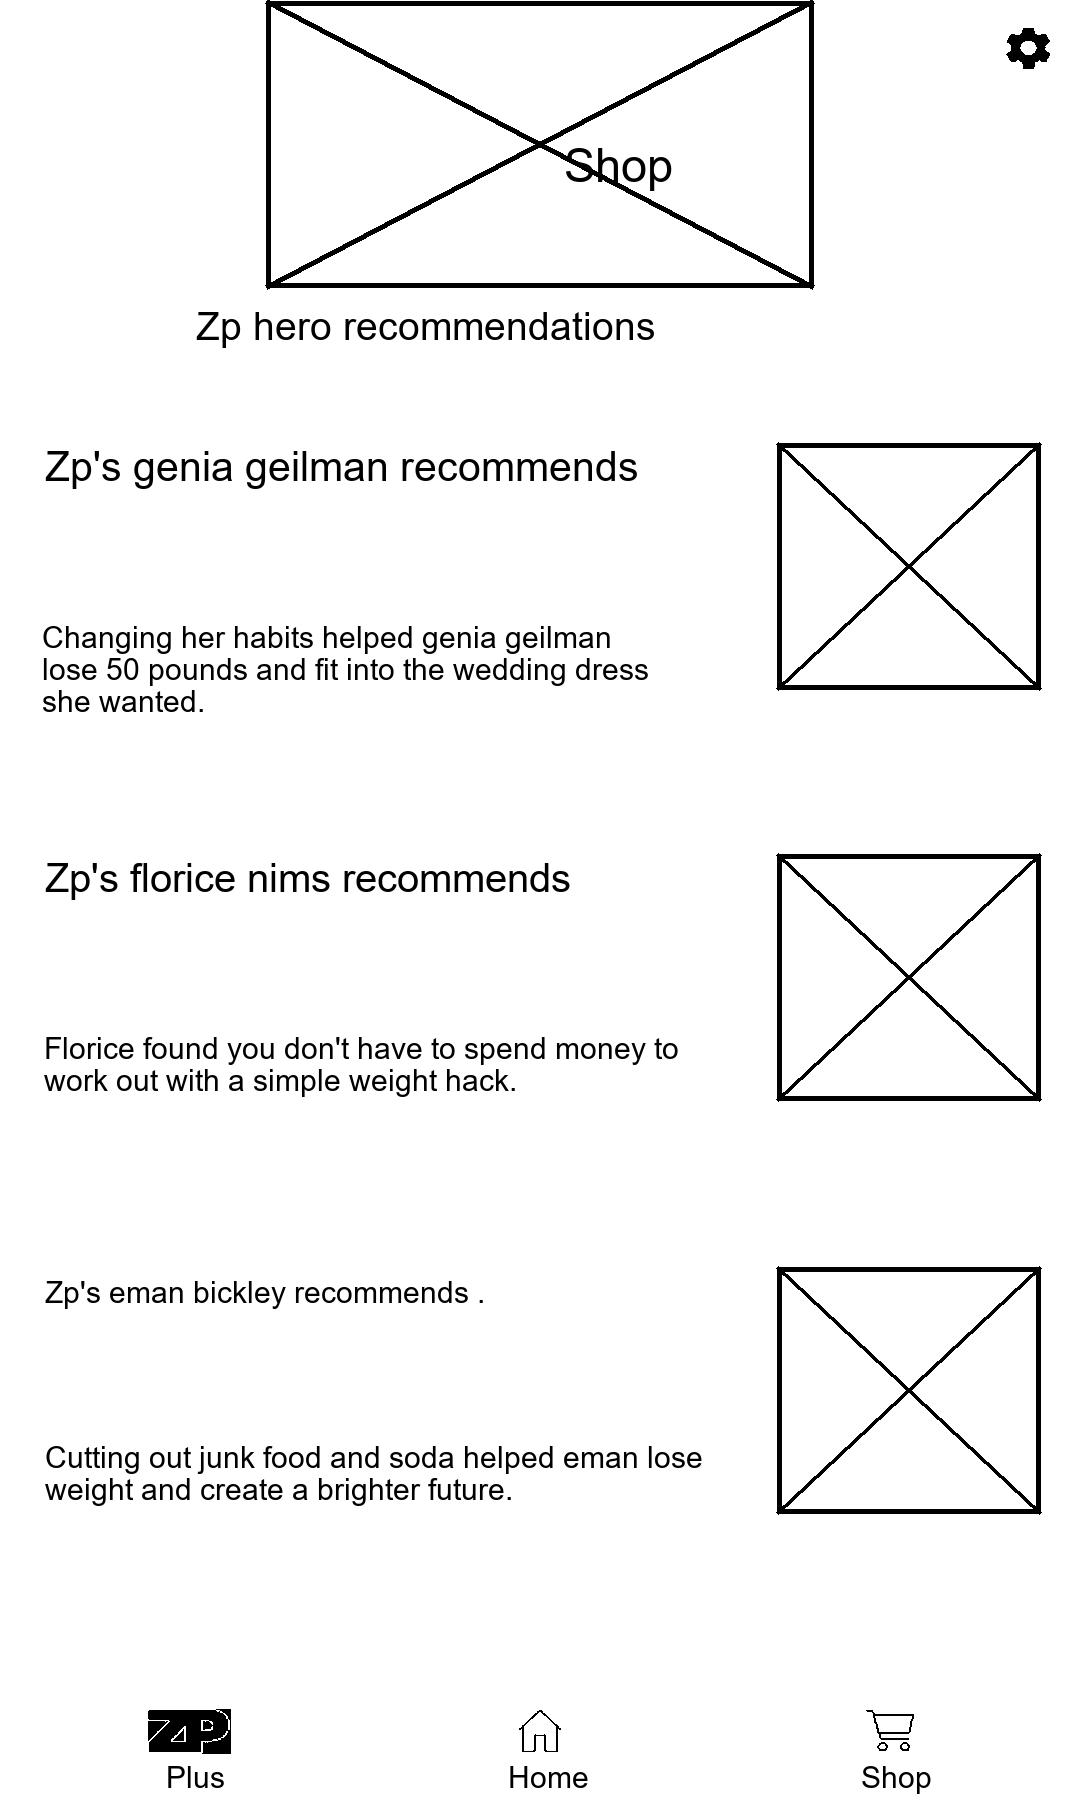 Shop
Zp hero recommendations
Zp's genia geilman recommends
Changing her habits helped genia geilman
lose 50 pounds and fit into the wedding dress
she wanted.
Zp's florice nims recommends
Florice found you don't have to spend money to
work out with a simple weight hack.
Zp's eman bickley recommends .
Cutting out junk food and soda helped eman lose
weight and create a brighter future.
ZAP
Plus
Home
Shop